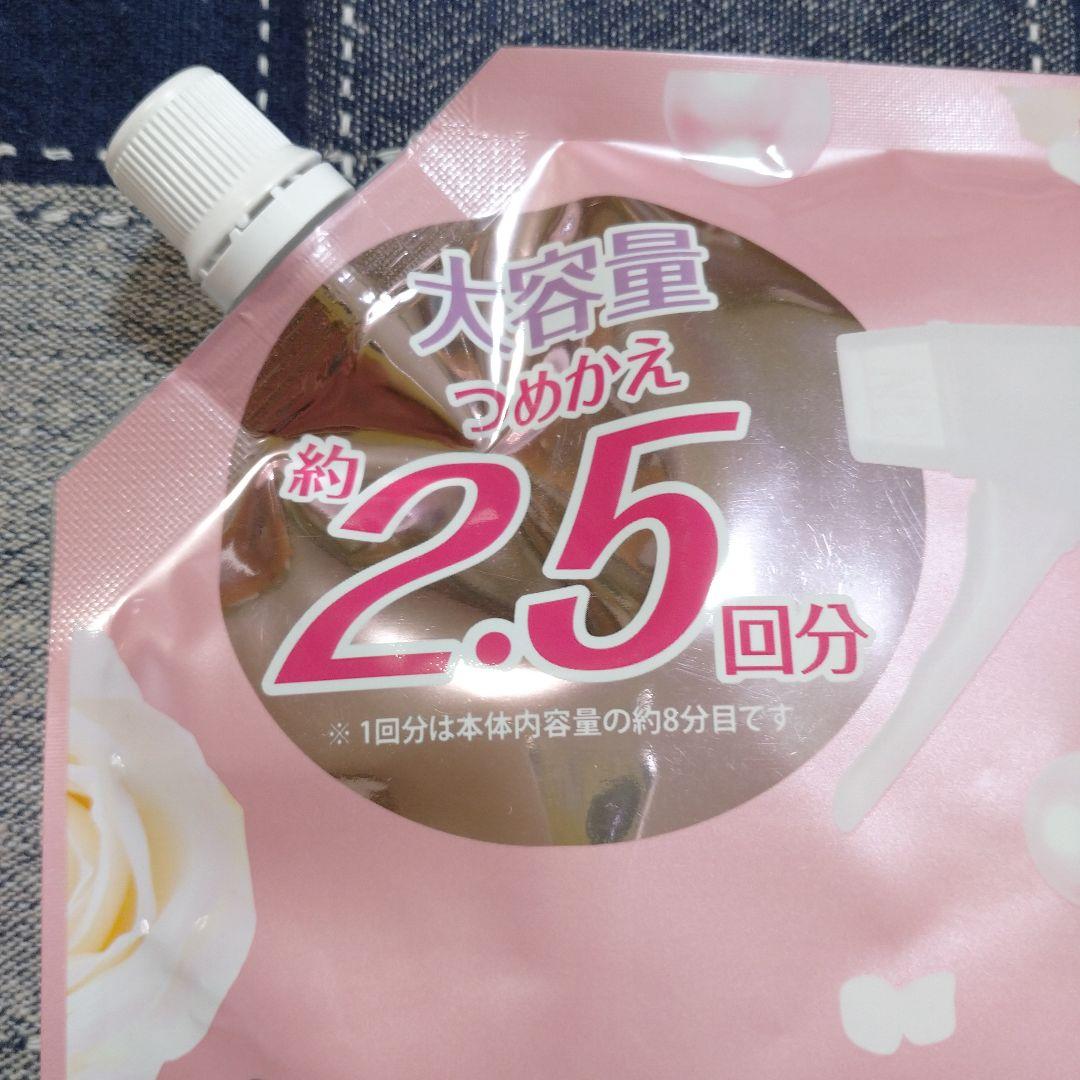 大容量
つめかえ
約2.5回分
※ 1回分は本体内容量の約8分目です